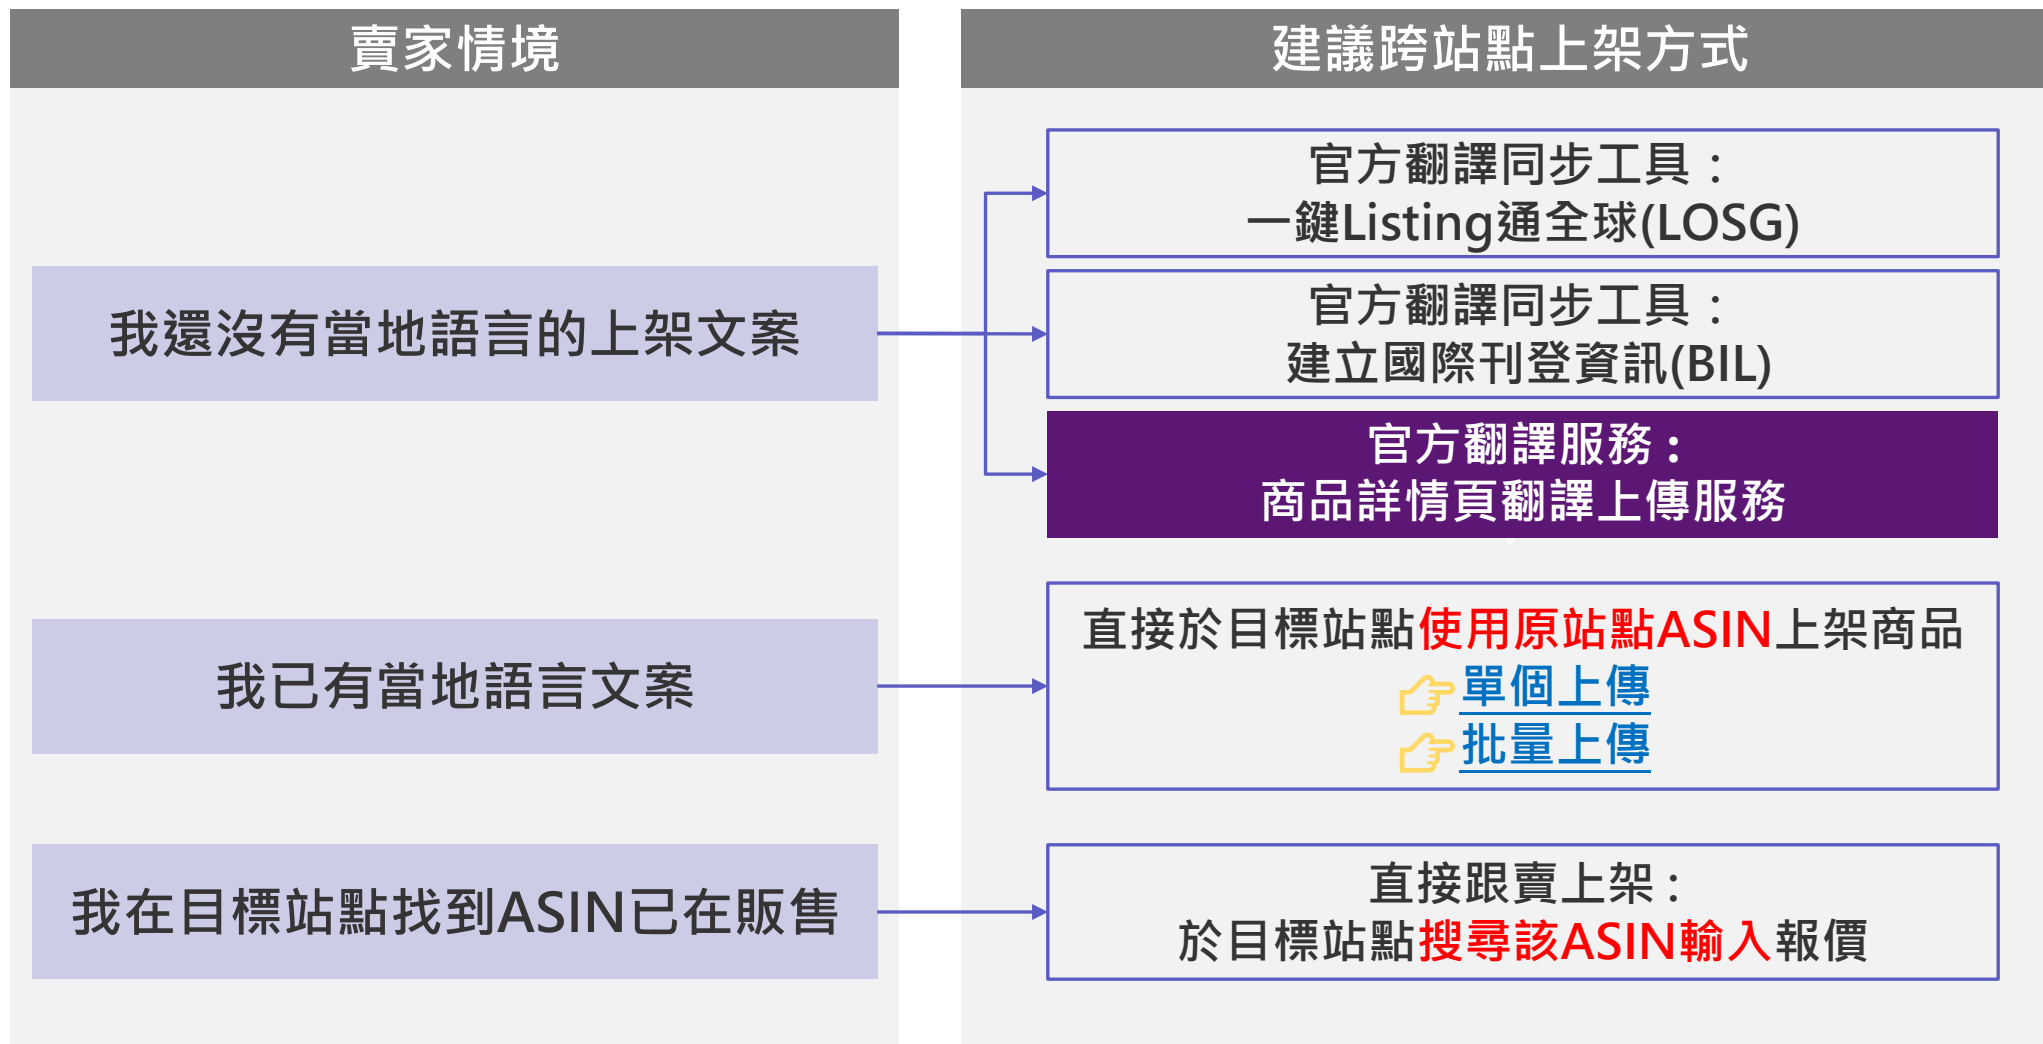 賣家情境
建議跨站點上架方式
我還沒有當地語言的上架文案
官方翻譯同步工具：
一鍵Listing通全球(LOSG)
官方翻譯同步工具：
建立國際刊登資訊(BIL)
官方翻譯服務：
商品詳情頁翻譯上傳服務
我已有當地語言文案
直接於目標站點使用原站點ASIN上架商品
👉單個上傳
👉批量上傳
我在目標站點找到ASIN已在販售
直接跟賣上架：
於目標站點搜尋該ASIN輸入報價